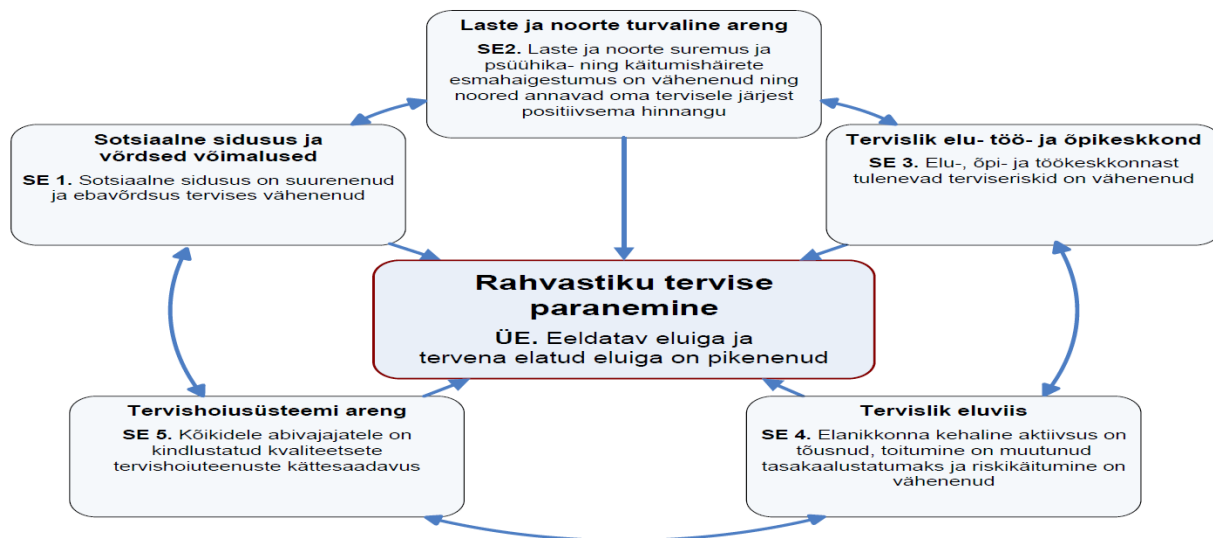 Laste ja noorte turvaline areng
SE2. Laste ja noorte suremus ja
psüühika- ning käitumishäirete
esmahaigestumus on vähenenud ning
noored annavad oma tervisele järjest
positiivsema hinnangu
Sotsiaalne sidusus ja
võrdsed võimalused
SE 1. Sotsiaalne sidusus on suurenenud
ja ebavõrdsus tervises vähenenud
Tervislik elu- töö- ja õpikeskkond
SE 3. Elu-, õpi- ja töökeskkonnast
tulenevad terviseriskid on vähenenud
Rahvastiku tervise
paranemine
ÜE. Eeldatav eluiga ja
tervena elatud eluiga on pikenenud
Tervishoiusüsteemi areng
SE 5. Kõikidele abivajajatele on
kindlustatud kvaliteetsete
tervishoiuteenuste kättesaadavus
Tervislik eluviis
SE 4. Elanikkonna kehaline aktiivsus on
tõusnud, toitumine on muutunud
tasakaalustatumaks ja riskikäitumine on
vähenenud